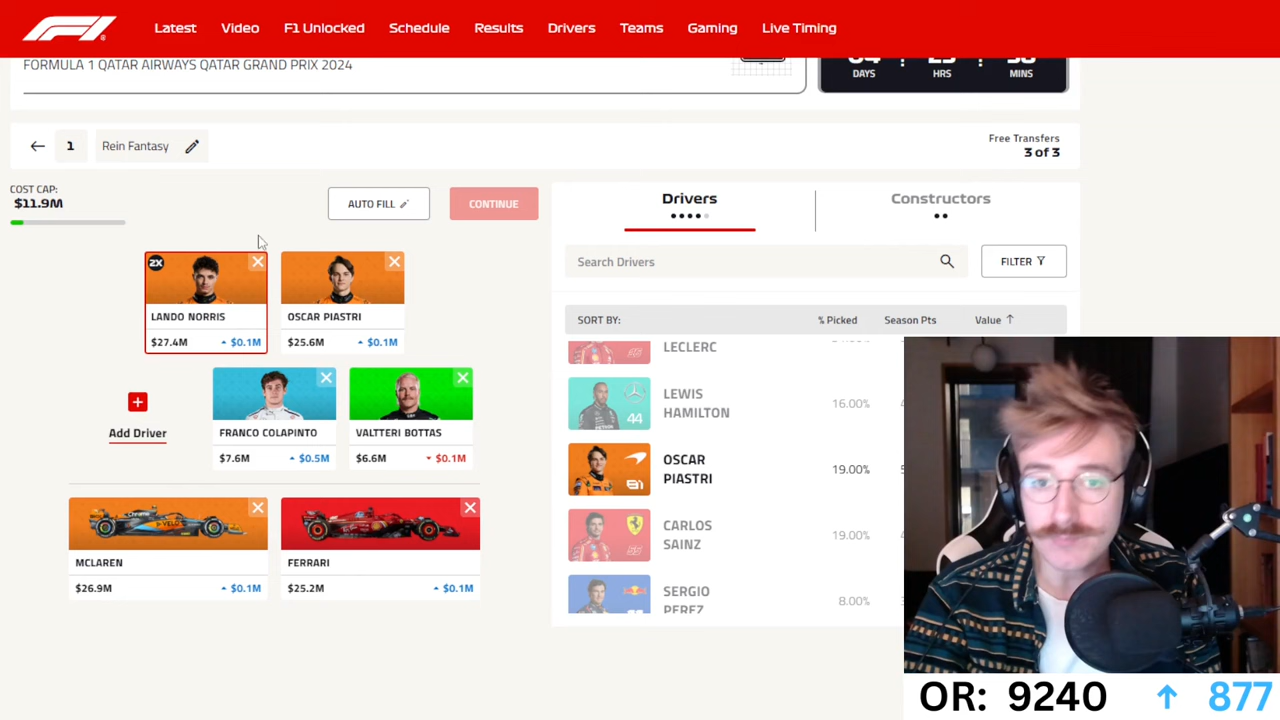 F1
Latest
Video
F1 Unlocked
Schedule
Results
Drivers
Teams
Gaming
Live Timing
FORMULA 1 QATAR AIRWAYS QATAR GRAND PRIX 2024
DAYS
HRS
MINS
1
Rein Fantasy
Free Transfers
3 of 3
COST CAP:
$11.9M
AUTO FILL
CONTINUE
2X
LANDO NORRIS
$27.4M
$0.1M
OSCAR PIASTRI
$25.6M
$0.1M
Add Driver
FRANCO COLAPINTO
$7.6M
$0.5M
VALTTERI BOTTAS
$6.6M
$0.1M
MCLAREN
$26.9M
$0.1M
FERRARI
$25.2M
$0.1M
Drivers
Constructors
Search Drivers
FILTER
SORT BY:
% Picked
Season Pts
Value
LECLERC
LEWIS
HAMILTON
16.00%
44
OSCAR
PIASTRI
19.00%
81
CARLOS
SAINZ
19.00%
55
SERGIO
PEREZ
8.00%
OR: 9240
877